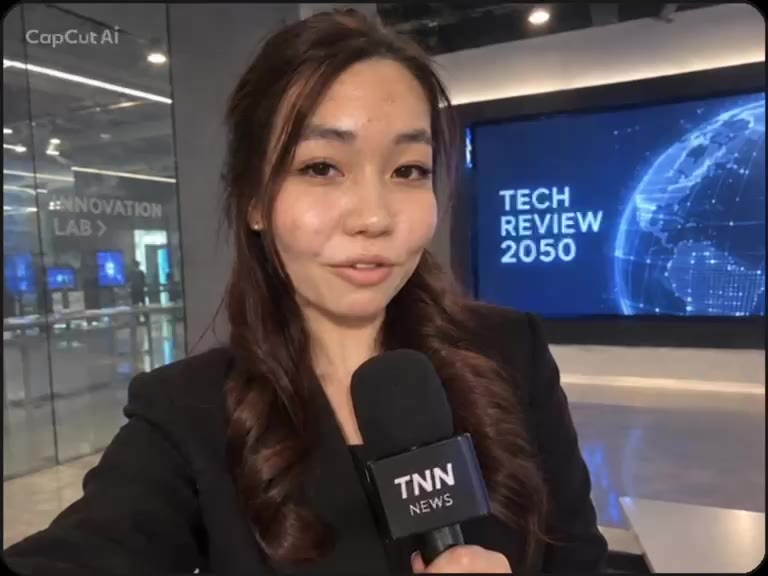 CapCut Ai
INNOVATION
LAB >
TECH
REVIEW
2050
TNN
NEWS